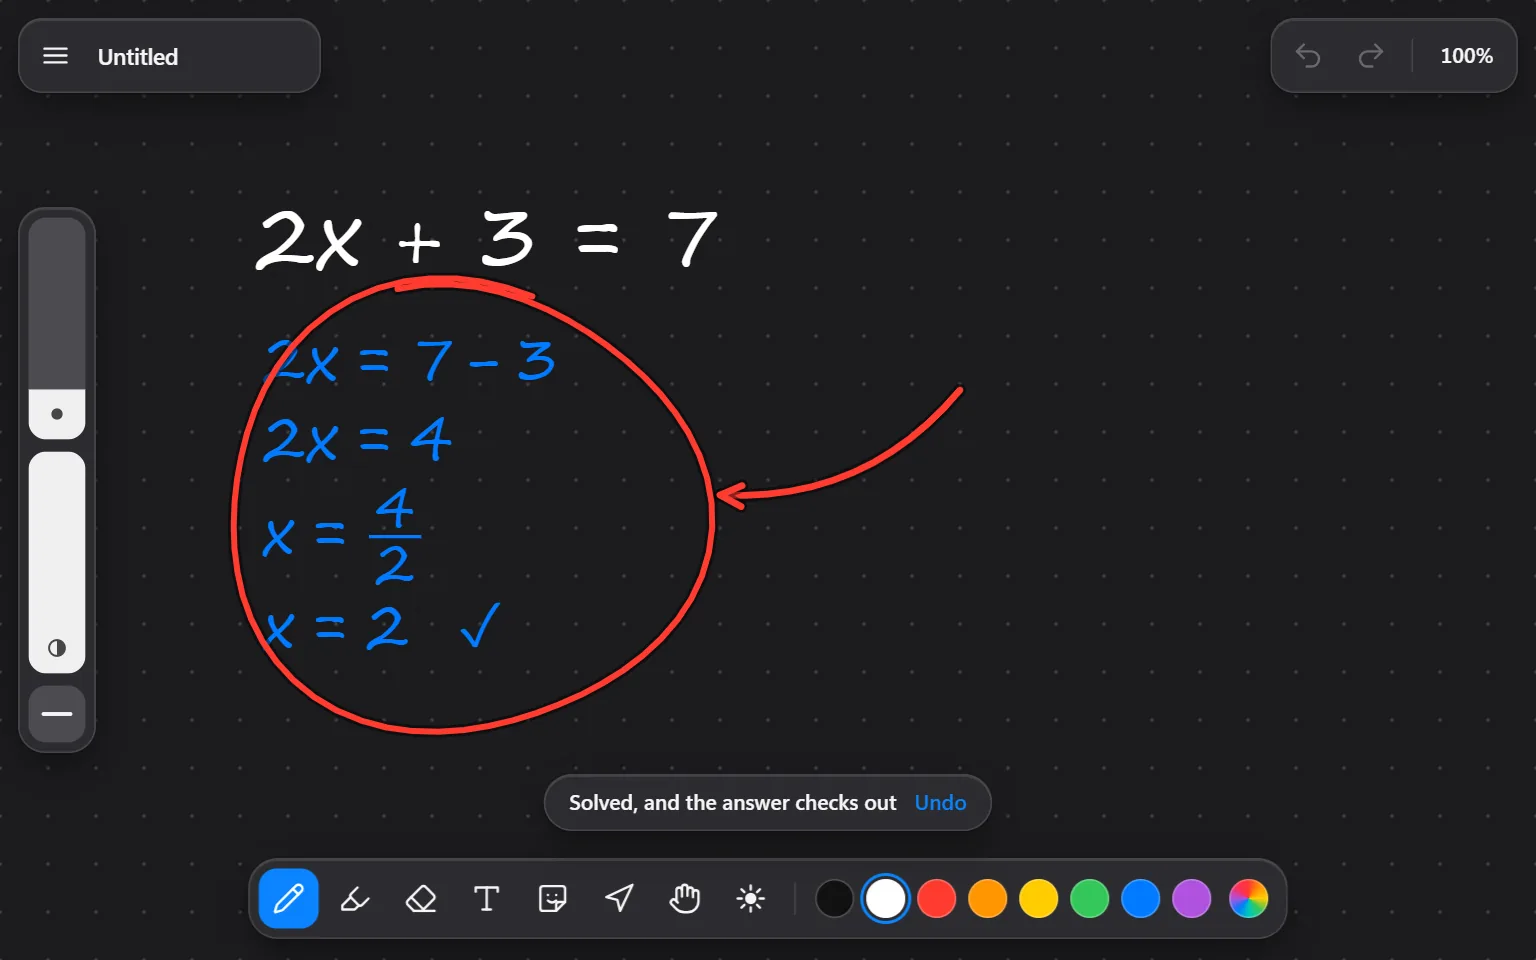 Untitled
100%
2x + 3 = 7
2x = 7 - 3
2x = 4
x = 4/2
x = 2 ✓
Solved, and the answer checks out Undo